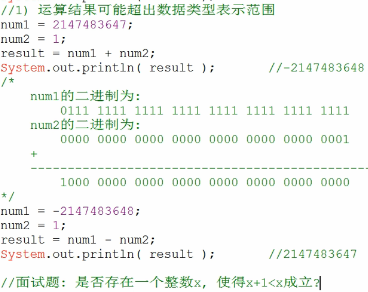 //1) 运算结果可能超出数据类型表示范围
num1 = 2147483647;
num2 = 1;
result = num1 + num2;
System.out.println( result );      //-2147483648
/*
    num1的二进制为:
        0111 1111 1111 1111 1111 1111 1111 1111
    num2的二进制为:
        0000 0000 0000 0000 0000 0000 0000 0001
    +
    -----------------------------------------------
        1000 0000 0000 0000 0000 0000 0000 0000
*/
num1 = -2147483648;
num2 = 1;
result = num1 - num2;
System.out.println( result );      //2147483647
//面试题: 是否存在一个整数x, 使得x+1<x成立?